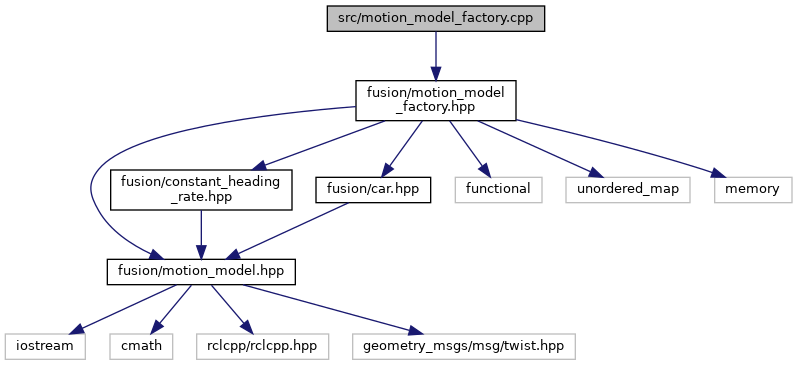 src/motion_model_factory.cpp
fusion/motion_model
_factory.hpp
fusion/constant_heading
_rate.hpp
fusion/car.hpp
functional
unordered_map
memory
fusion/motion_model.hpp
iostream
cmath
rclcpp/rclcpp.hpp
geometry_msgs/msg/twist.hpp